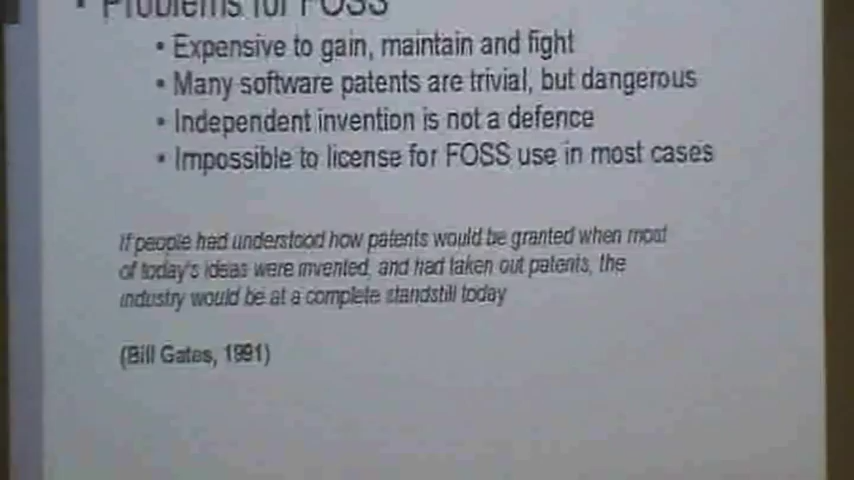 • Problems for FOSS
• Expensive to gain, maintain and fight
• Many software patents are trivial, but dangerous
• Independent invention is not a defence
• Impossible to license for FOSS use in most cases
If people had understood how patents would be granted when most
of today's ideas were invented, and had taken out patents, the
industry would be at a complete standstill today
(Bill Gates, 1991)